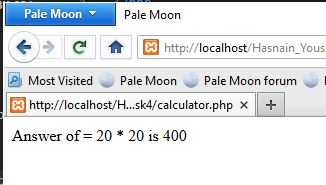 Pale Moon Pale Moon
http://localhost/Hasnain_Yous
Most Visited Pale Moon Pale Moon forum
http://localhost/H...sk4/calculator.php
Answer of = 20 * 20 is 400